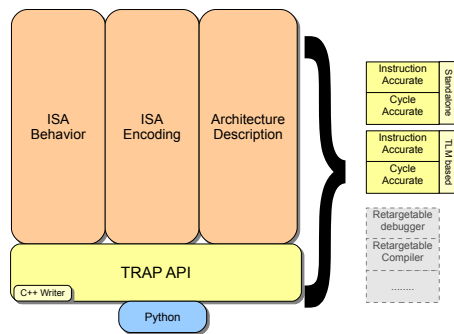 ISA
Behavior
ISA
Encoding
Architecture
Description
TRAP API
C++ Writer
Python
Instruction
Accurate
Cycle
Accurate
Standalone
Instruction
Accurate
Cycle
Accurate
TLM based
Retargetable
debugger
Retargetable
Compiler
........